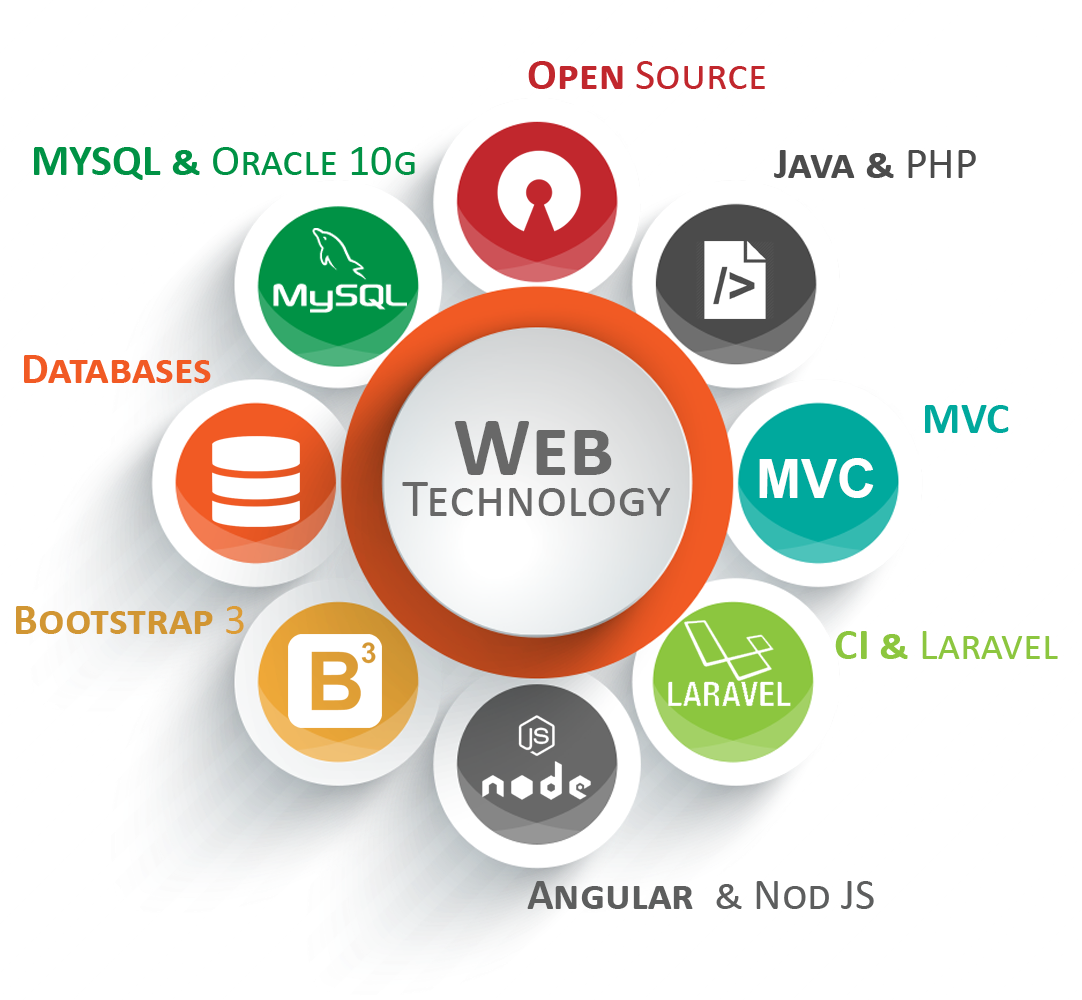 Open Source
MYSQL & Oracle 10g
Java & PHP
MySQL
/>
Databases
MVC
Web
Technology
MVC
Bootstrap 3
CI & Laravel
B3
LARAVEL
JS
node
Angular & Nod JS